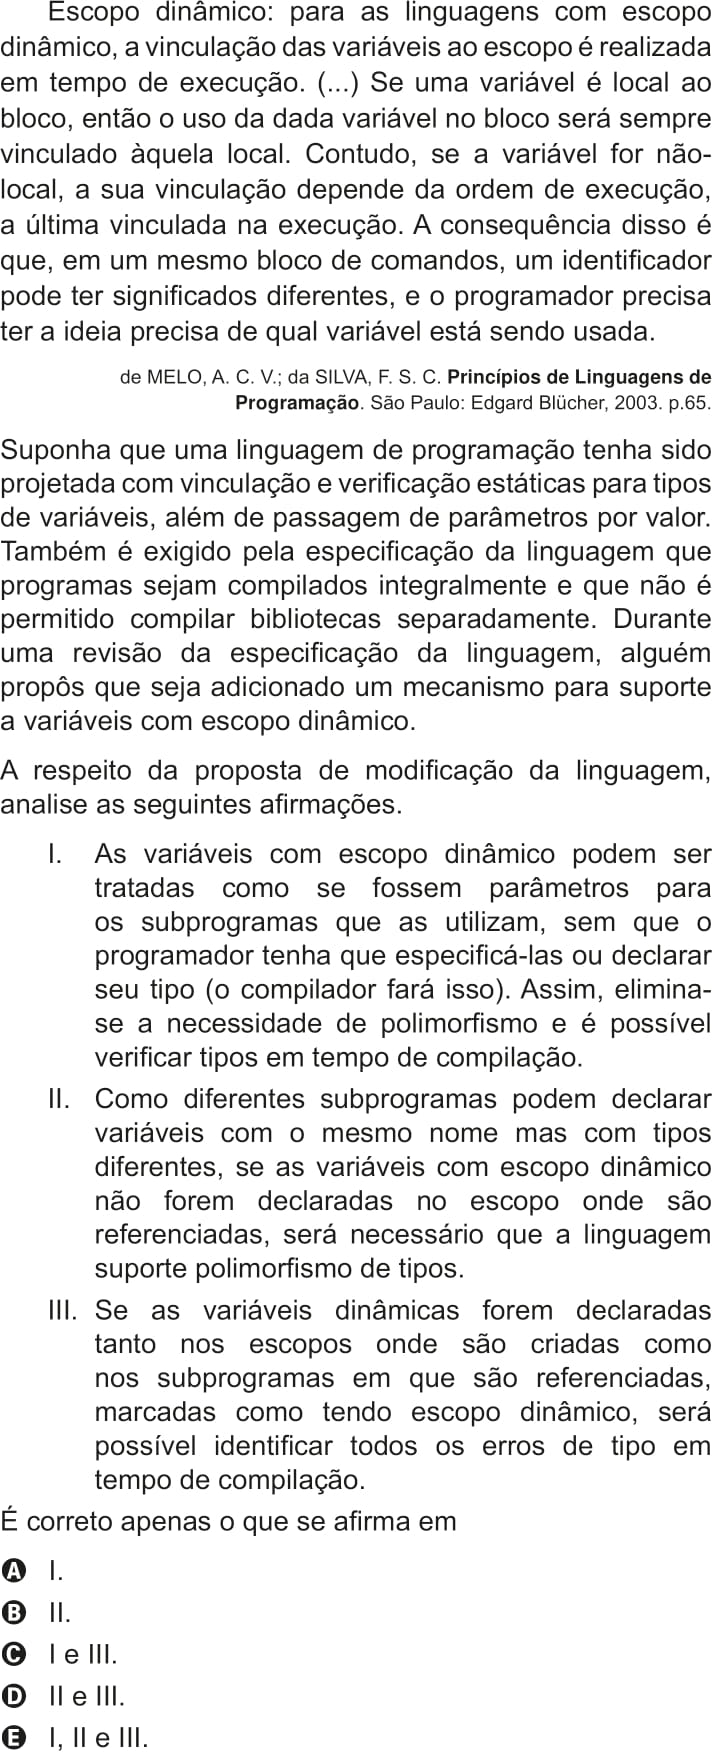 Escopo dinâmico: para as linguagens com escopo
dinâmico, a vinculação das variáveis ao escopo é realizada
em tempo de execução. (...) Se uma variável é local ao
bloco, então o uso da dada variável no bloco será sempre
vinculado àquela local. Contudo, se a variável for não-
local, a sua vinculação depende da ordem de execução,
a última vinculada na execução. A consequência disso é
que, em um mesmo bloco de comandos, um identificador
pode ter significados diferentes, e o programador precisa
ter a ideia precisa de qual variável está sendo usada.
de MELO, A. C. V.; da SILVA, F. S. C. Princípios de Linguagens de
Programação. São Paulo: Edgard Blücher, 2003. p.65.
Suponha que uma linguagem de programação tenha sido
projetada com vinculação e verificação estáticas para tipos
de variáveis, além de passagem de parâmetros por valor.
Também é exigido pela especificação da linguagem que
programas sejam compilados integralmente e que não é
permitido compilar bibliotecas separadamente. Durante
uma revisão da especificação da linguagem, alguém
propôs que seja adicionado um mecanismo para suporte
a variáveis com escopo dinâmico.
A respeito da proposta de modificação da linguagem,
analise as seguintes afirmações.
I. As variáveis com escopo dinâmico podem ser
tratadas como se fossem parâmetros para
os subprogramas que as utilizam, sem que o
programador tenha que especificá-las ou declarar
seu tipo (o compilador fará isso). Assim, elimina-
se a necessidade de polimorfismo e é possível
verificar tipos em tempo de compilação.
II. Como diferentes subprogramas podem declarar
variáveis com o mesmo nome mas com tipos
diferentes, se as variáveis com escopo dinâmico
não forem declaradas no escopo onde são
referenciadas, será necessário que a linguagem
suporte polimorfismo de tipos.
III. Se as variáveis dinâmicas forem declaradas
tanto nos escopos onde são criadas como
nos subprogramas em que são referenciadas,
marcadas como tendo escopo dinâmico, será
possível identificar todos os erros de tipo em
tempo de compilação.
É correto apenas o que se afirma em
A I.
B II.
C I e III.
D II e III.
E I, II e III.